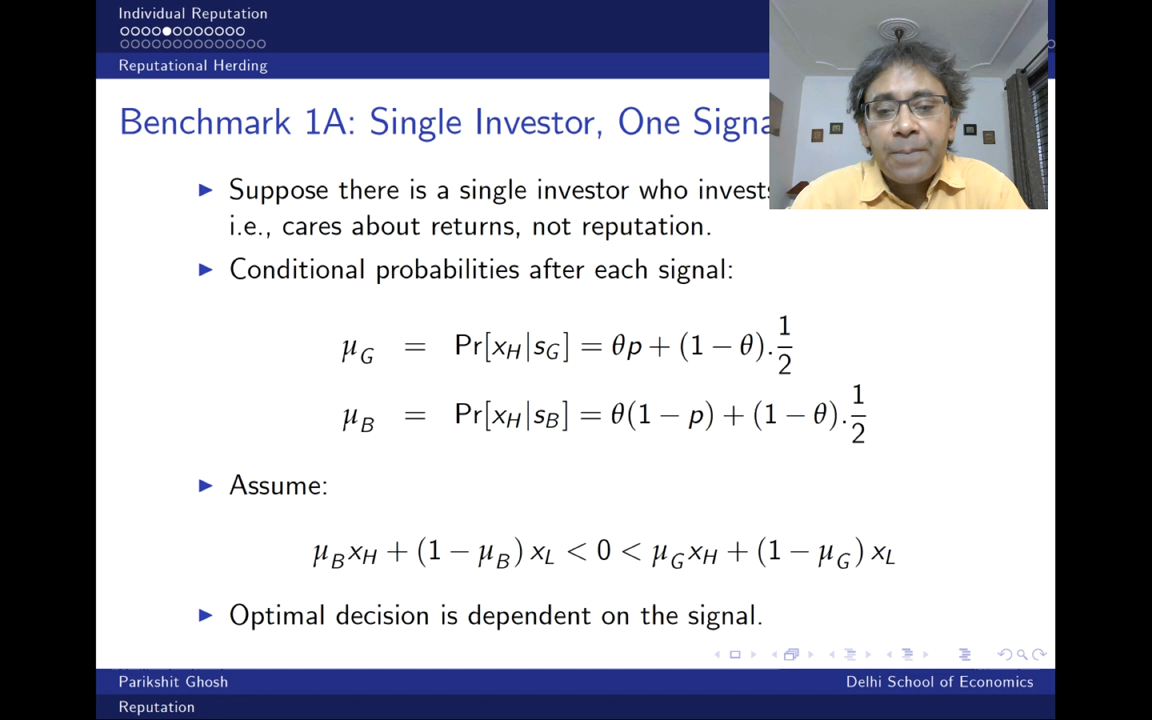 Individual Reputation
Reputational Herding
Benchmark 1A: Single Investor, One
Suppose there is a single investor who
i.e., cares about returns, not reputation.
Conditional probabilities after each signal:
μ_G = Pr[x_H|s_G] = θp + (1 − θ).1/2
μ_B = Pr[x_H|s_B] = θ(1 − p) + (1 − θ).1/2
Assume:
μ_B x_H + (1 − μ_B) x_L < 0 < μ_G x_H + (1 − μ_G) x_L
Optimal decision is dependent on the signal.
Parikshit Ghosh
Delhi School of Economics
Reputation